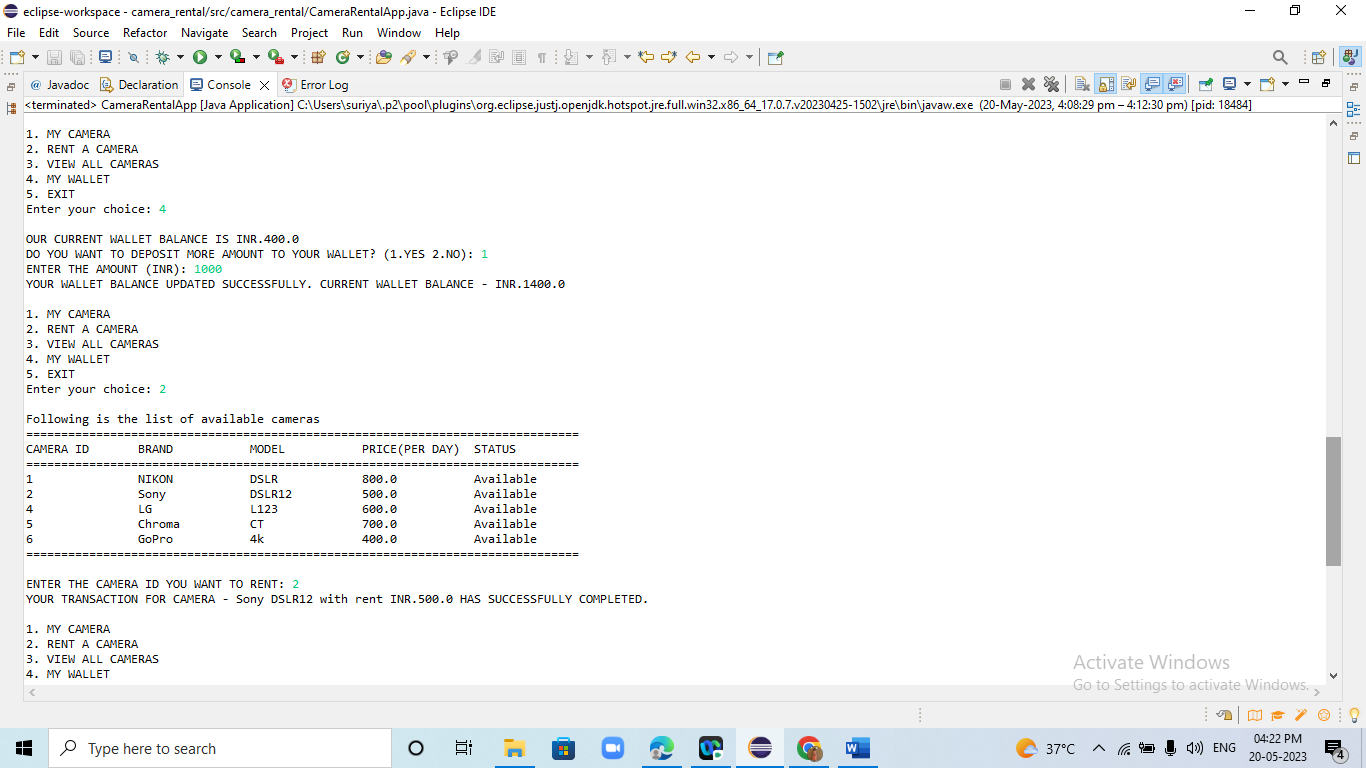 eclipse-workspace - camera_rental/src/camera_rental/CameraRentalApp.java - Eclipse IDE
File Edit Source Refactor Navigate Search Project Run Window Help
@ Javadoc Declaration Console Error Log
<terminated> CameraRentalApp [Java Application] C:\Users\suriya\.p2\pool\plugins\org.eclipse.justj.openjdk.hotspot.jre.full.win32.x86_64_17.0.7.v20230425-1502\jre\bin\javaw.exe (20-May-2023, 4:08:29 pm – 4:12:30 pm) [pid: 18484]
1. MY CAMERA
2. RENT A CAMERA
3. VIEW ALL CAMERAS
4. MY WALLET
5. EXIT
Enter your choice: 4
OUR CURRENT WALLET BALANCE IS INR.400.0
DO YOU WANT TO DEPOSIT MORE AMOUNT TO YOUR WALLET? (1.YES 2.NO): 1
ENTER THE AMOUNT (INR): 1000
YOUR WALLET BALANCE UPDATED SUCCESSFULLY. CURRENT WALLET BALANCE - INR.1400.0
1. MY CAMERA
2. RENT A CAMERA
3. VIEW ALL CAMERAS
4. MY WALLET
5. EXIT
Enter your choice: 2
Following is the list of available cameras
===============================================================================
CAMERA ID BRAND MODEL PRICE(PER DAY) STATUS
===============================================================================
1 NIKON DSLR 800.0 Available
2 Sony DSLR12 500.0 Available
4 LG L123 600.0 Available
5 Chroma CT 700.0 Available
6 GoPro 4k 400.0 Available
===============================================================================
ENTER THE CAMERA ID YOU WANT TO RENT: 2
YOUR TRANSACTION FOR CAMERA - Sony DSLR12 with rent INR.500.0 HAS SUCCESSFULLY COMPLETED.
1. MY CAMERA
2. RENT A CAMERA
3. VIEW ALL CAMERAS
4. MY WALLET
Activate Windows
Go to Settings to activate Windows.
Type here to search
37°C
ENG
04:22 PM
20-05-2023
4